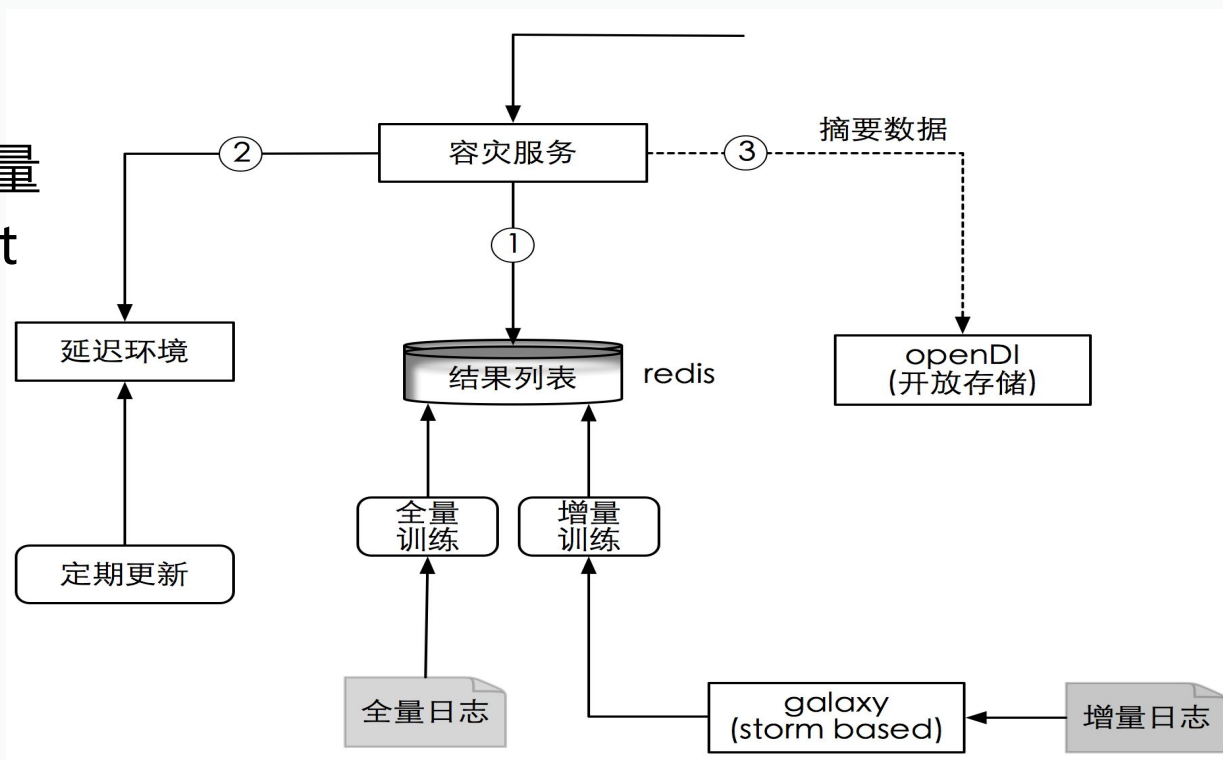 量
t
容灾服务
②
③
摘要数据
①
延迟环境
结果列表
redis
openDI
(开放存储)
全量
训练
增量
训练
定期更新
全量日志
galaxy
(storm based)
增量日志